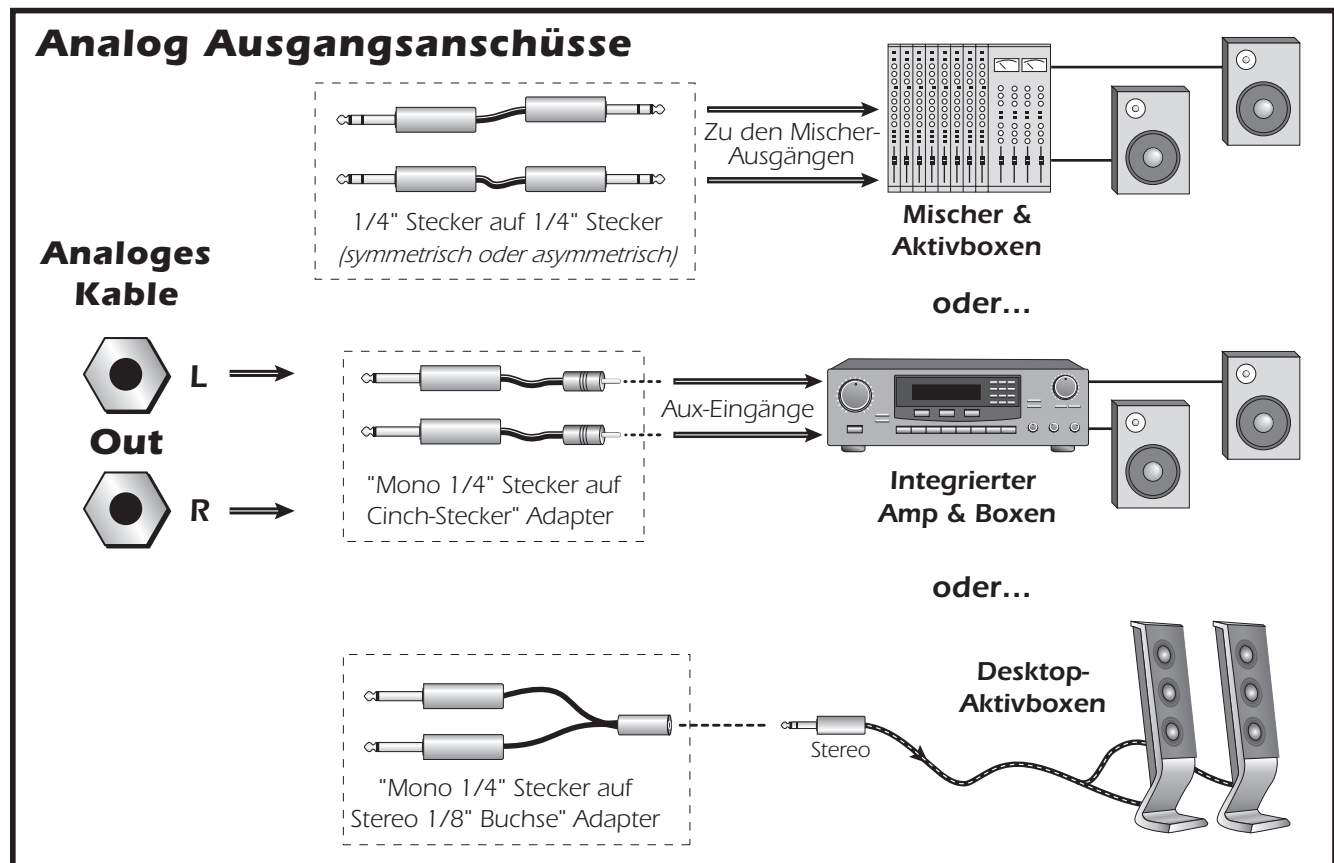 Analog Ausgangsanschüsse
Zu den Mischer-
Ausgängen
1/4" Stecker auf 1/4" Stecker
(symmetrisch oder asymmetrisch)
Mischer &
Aktivboxen
Analoges
Kable
oder...
L
Aux-Eingänge
Out
R
"Mono 1/4" Stecker auf
Cinch-Stecker" Adapter
Integrierter
Amp & Boxen
oder...
Desktop-
Aktivboxen
Stereo
"Mono 1/4" Stecker auf
Stereo 1/8" Buchse" Adapter